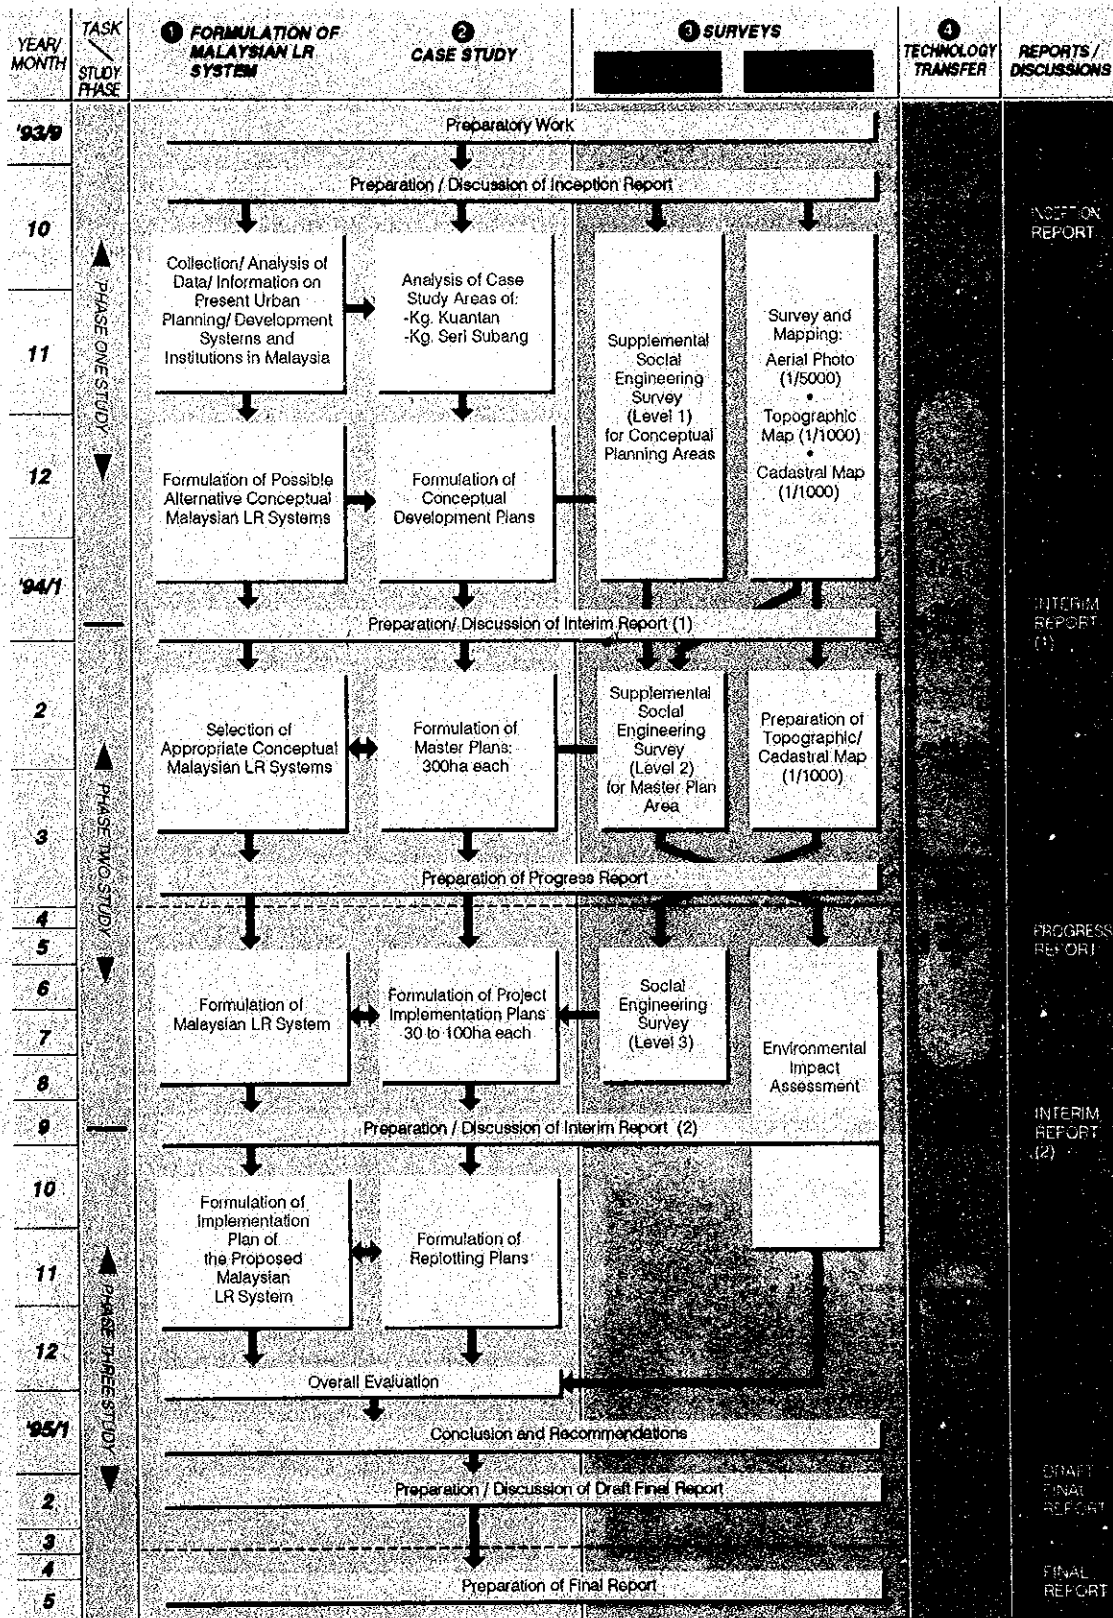 YEAR/
MONTH
TASK
STUDY
PHASE
1 FORMULATION OF
MALAYSIAN LR
SYSTEM
2
CASE STUDY
3 SURVEYS
4
TECHNOLOGY
TRANSFER
REPORTS /
DISCUSSIONS
'93/9
10
11
12
'94/1
2
3
4
5
6
7
8
9
10
11
12
'95/1
2
3
4
5
PHASE ONE STUDY
PHASE TWO STUDY
PHASE THREE STUDY
Preparatory Work
Preparation / Discussion of Inception Report
Collection/ Analysis of
Data/ Information on
Present Urban
Planning/ Development
Systems and
Institutions in Malaysia
Analysis of Case
Study Areas of:
-Kg. Kuantan
-Kg. Seri Subang
Supplemental
Social
Engineering
Survey
(Level 1)
for Conceptual
Planning Areas
Survey and
Mapping:
Aerial Photo
(1/5000)
•
Topographic
Map (1/1000)
•
Cadastral Map
(1/1000)
Formulation of Possible
Alternative Conceptual
Malaysian LR Systems
Formulation of
Conceptual
Development Plans
Preparation/ Discussion of Interim Report (1)
Selection of
Appropriate Conceptual
Malaysian LR Systems
Formulation of
Master Plans:
300ha each
Supplemental
Social
Engineering
Survey
(Level 2)
for Master Plan
Area
Preparation of
Topographic/
Cadastral Map
(1/1000)
Preparation of Progress Report
Formulation of
Malaysian LR System
Formulation of Project
Implementation Plans
30 to 100ha each
Social
Engineering
Survey
(Level 3)
Environmental
Impact
Assessment
Preparation / Discussion of Interim Report (2)
Formulation of
Implementation
Plan of
the Proposed
Malaysian
LR System
Formulation of
Replotting Plans
Overall Evaluation
Conclusion and Recommendations
Preparation / Discussion of Draft Final Report
Preparation of Final Report
INCEPTION
REPORT
INTERIM
REPORT
(1)
PROGRESS
REPORT
INTERIM
REPORT
(2)
DRAFT
FINAL
REPORT
FINAL
REPORT